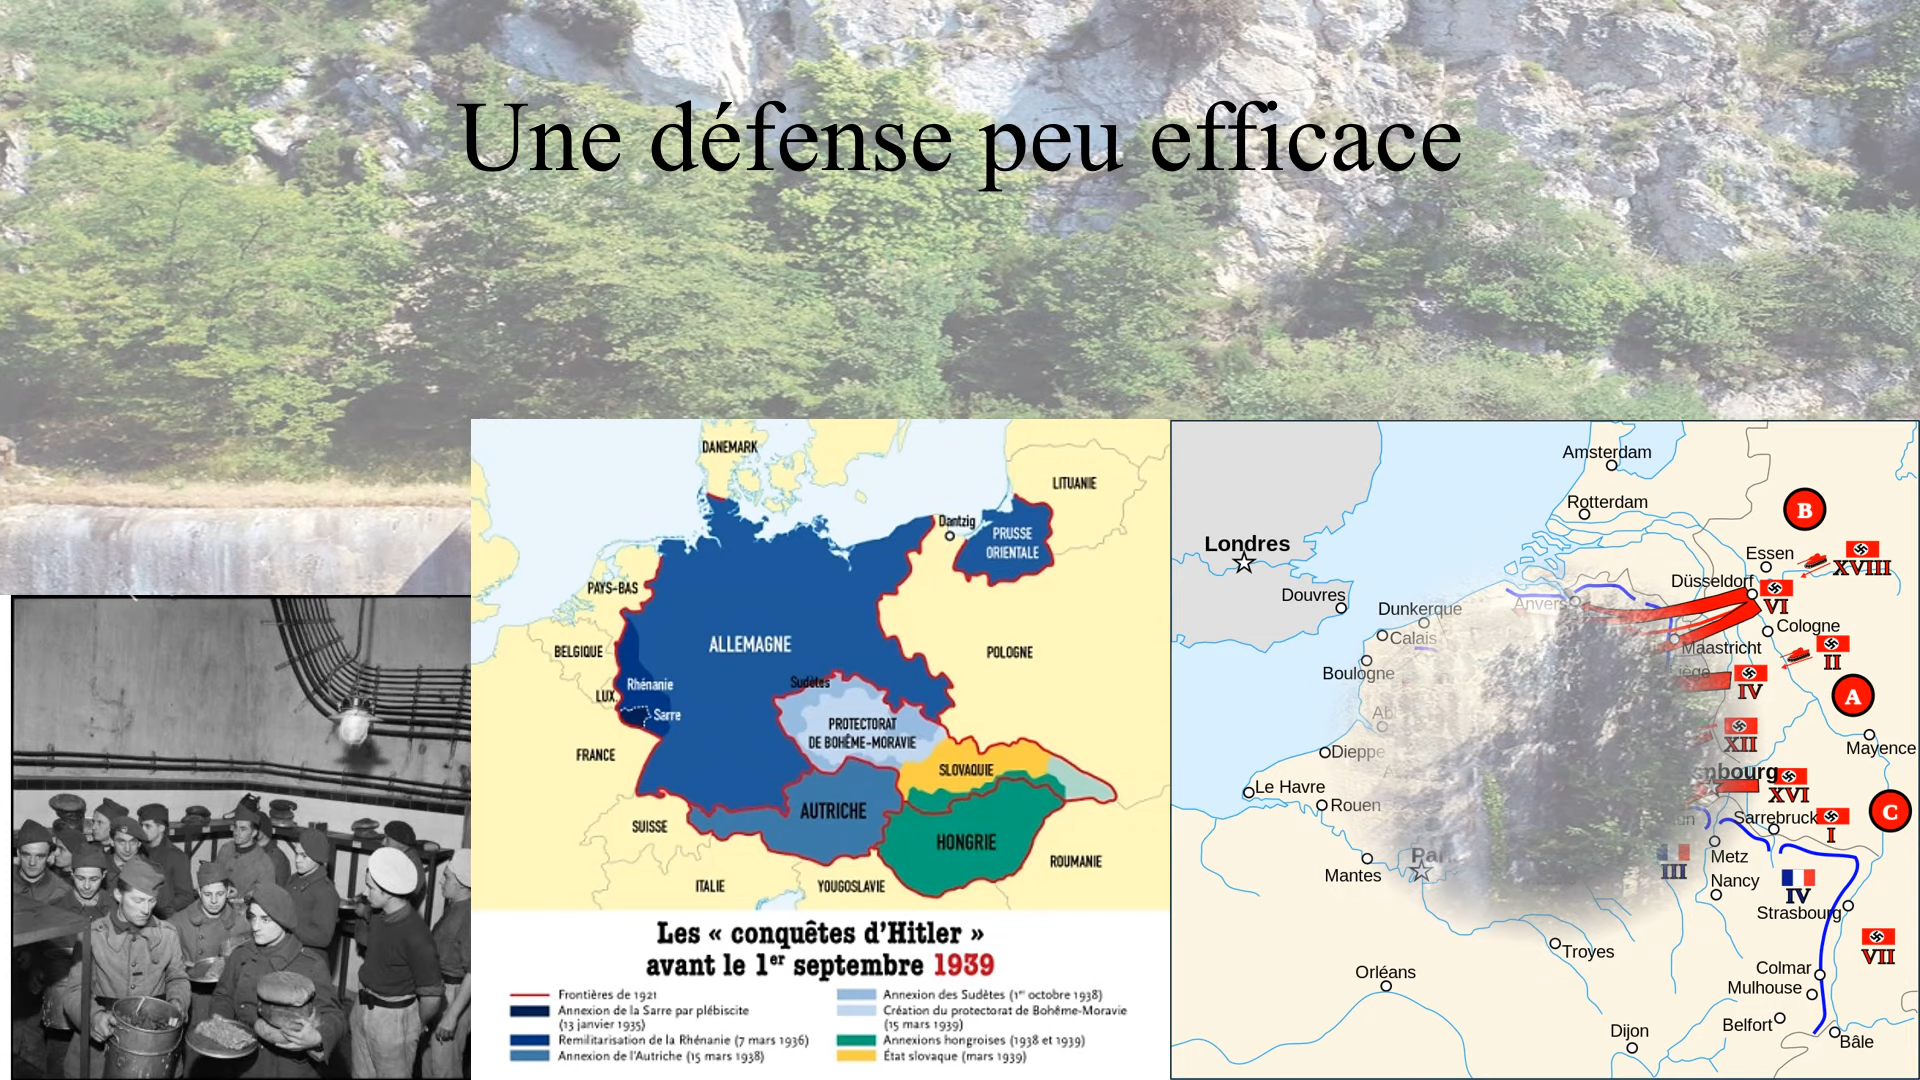 Une défense peu efficace
DANEMARK
LITUANIE
Dantzig
PRUSSE
ORIENTALE
PAYS-BAS
ALLEMAGNE
BELGIQUE
POLOGNE
Rhénanie
Sudètes
LUX.
Sarre
PROTECTORAT
DE BOHÊME-MORAVIE
FRANCE
SLOVAQUIE
AUTRICHE
SUISSE
HONGRIE
ROUMANIE
ITALIE
YOUGOSLAVIE
Les « conquêtes d'Hitler »
avant le 1er septembre 1939
Frontières de 1921
Annexion de la Sarre par plébiscite
(13 janvier 1935)
Remilitarisation de la Rhénanie (7 mars 1936)
Annexion de l'Autriche (15 mars 1938)
Annexion des Sudètes (1er octobre 1938)
Création du protectorat de Bohême-Moravie
(15 mars 1939)
Annexions hongroises (1938 et 1939)
État slovaque (mars 1939)
Amsterdam
Rotterdam
B
Londres
Essen
XVIII
Düsseldorf
Douvres
VI
Anvers
Dunkerque
Cologne
Calais
Maastricht
II
Boulogne
iège
IV
A
Ab
XII
Mayence
Dieppe
nbourg
Le Havre
XVI
Rouen
C
Sarrebruck
I
Par
Metz
III
Mantes
Nancy
IV
Strasbourg
VII
Troyes
Orléans
Colmar
Mulhouse
Belfort
Dijon
Bâle